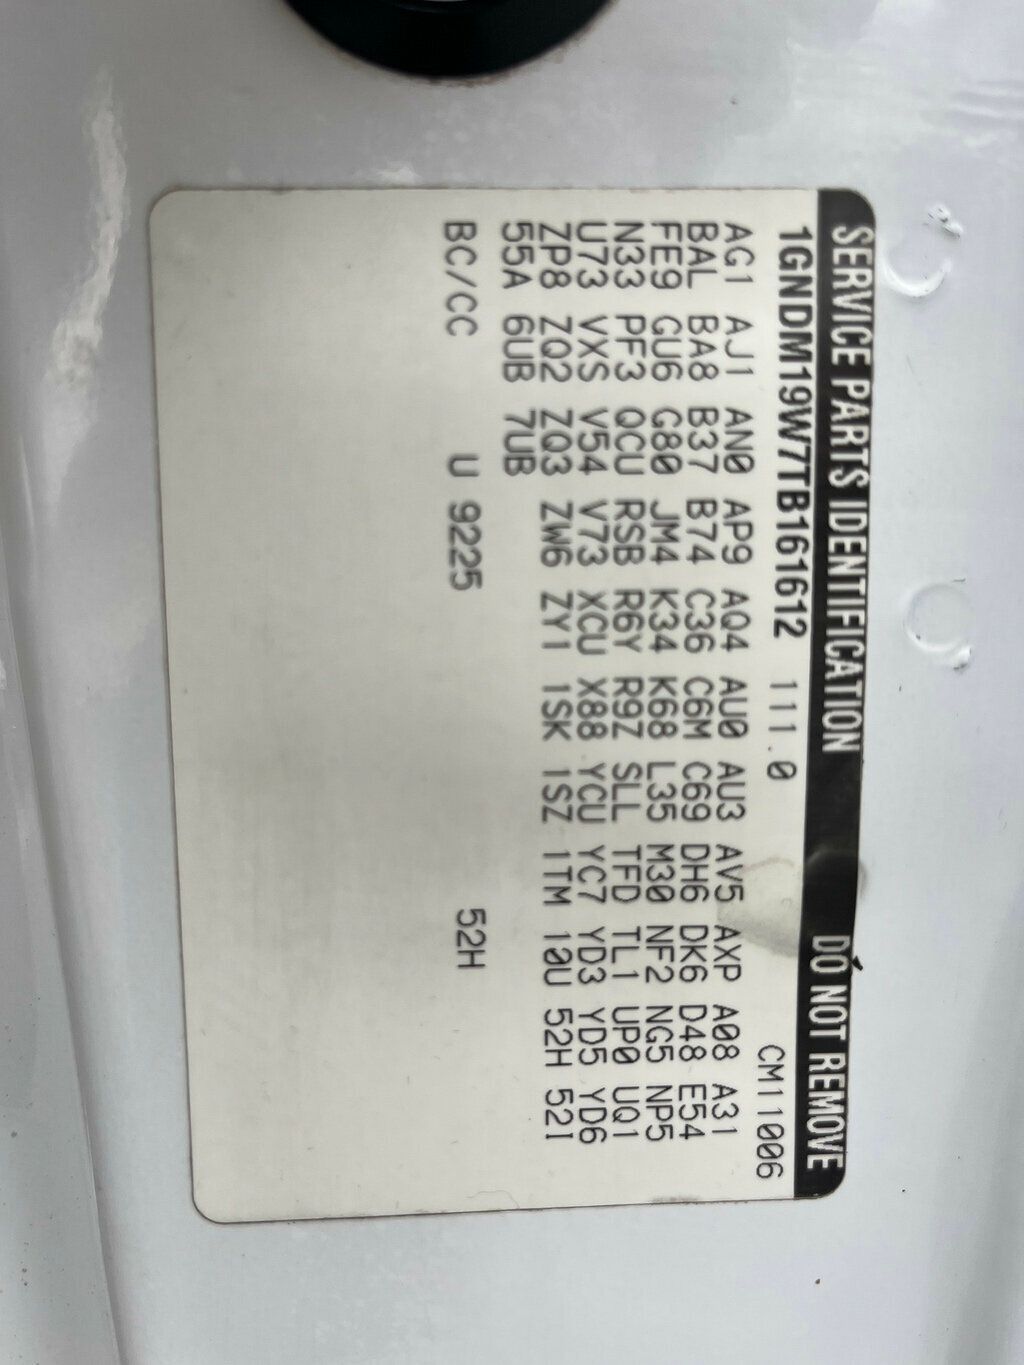 SERVICE PARTS IDENTIFICATION DO NOT REMOVE
1GNDM19W7TB161612 111.0 CM11006
AG1 AJ1 AN0 AP9 AQ4 AU0 AU3 AV5 AXP A08 A31
BAL BA8 B37 B74 C36 C6M C69 DH6 DK6 D48 E54
FE9 GU6 G80 JM4 K34 K68 L35 M30 NF2 NG5 NP5
N33 PF3 QCU RSB R6Y R9Z SLL TFD TL1 UP0 UQ1
U73 VXS V54 V73 XCU X88 YCU YC7 YD3 YD5 YD6
ZP8 ZQ2 ZQ3 ZW6 ZY1 1SK 1SZ 1TM 10U 52H 52I
55A 6UB 7UB
BC/CC U 9225 52H